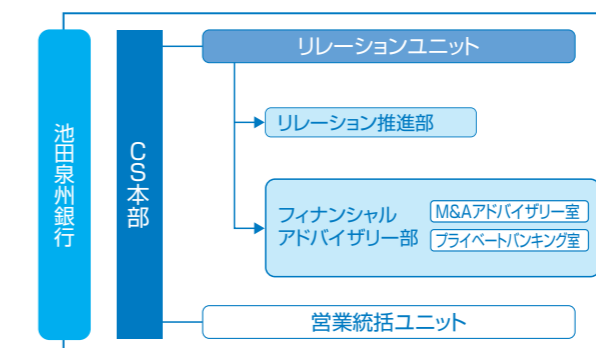 池田泉州銀行
CS本部
リレーションユニット
リレーション推進部
フィナンシャル
アドバイザリー部
M&Aアドバイザリー室
プライベートバンキング室
営業統括ユニット